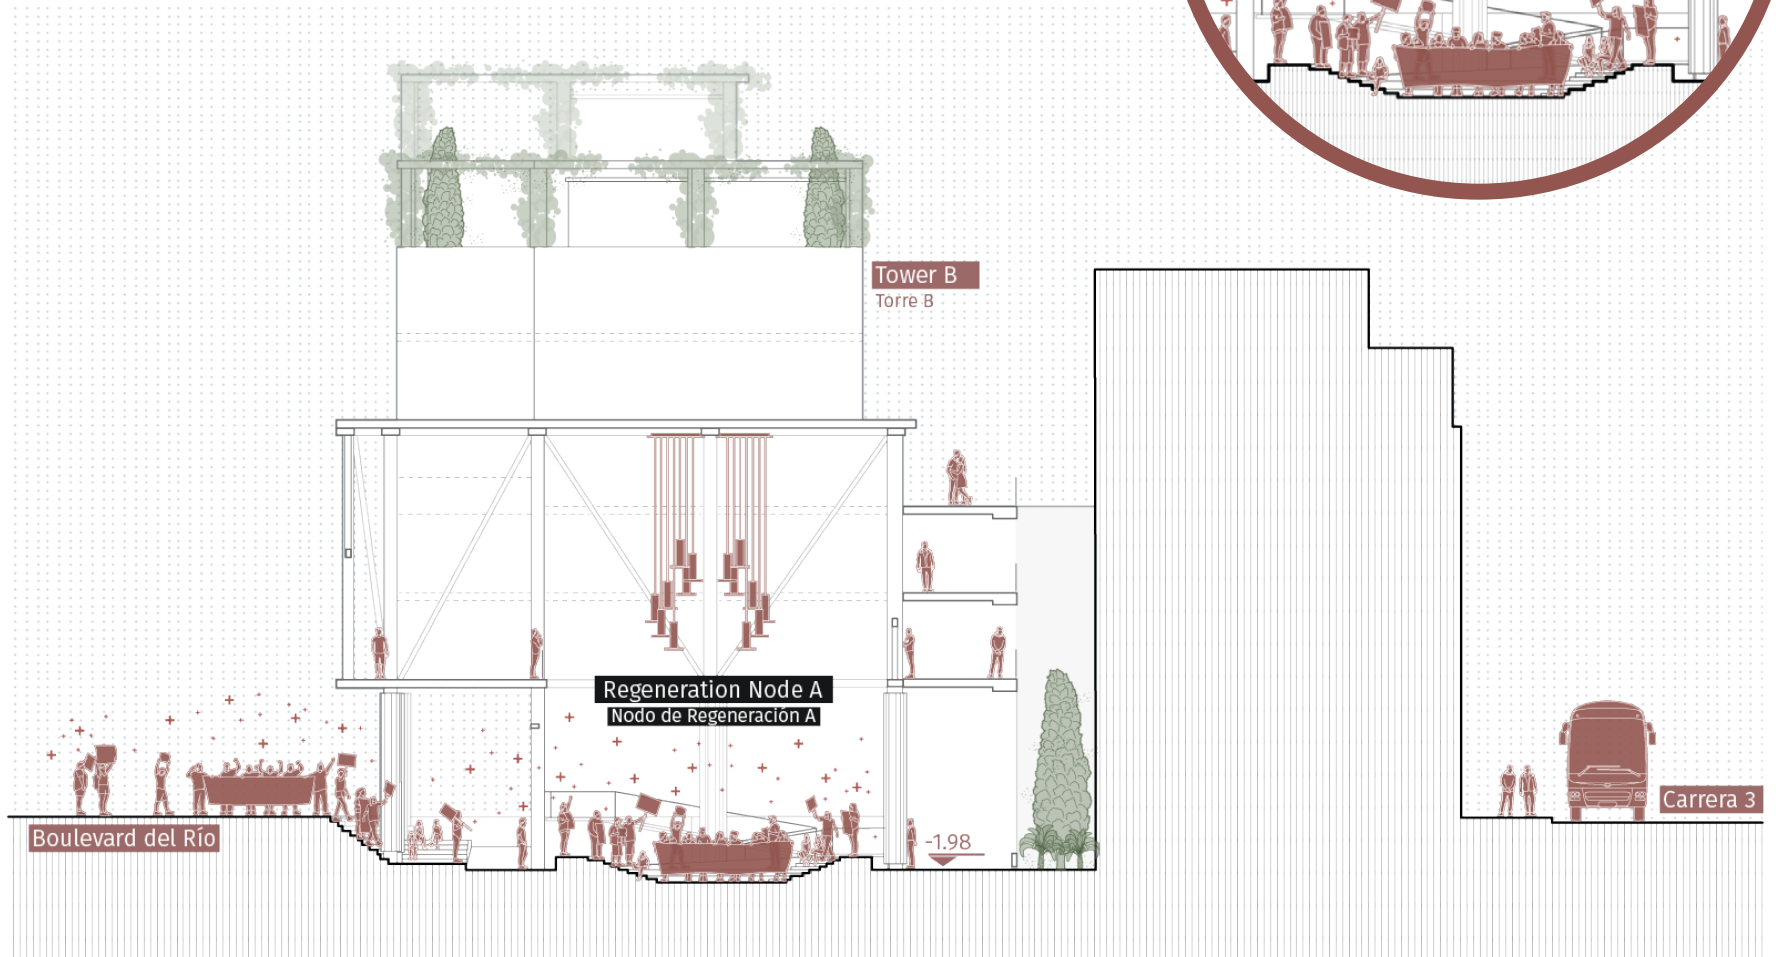 Tower B
Torre B
Regeneration Node A
Nodo de Regeneración A
Boulevard del Río
-1.98
Carrera 3